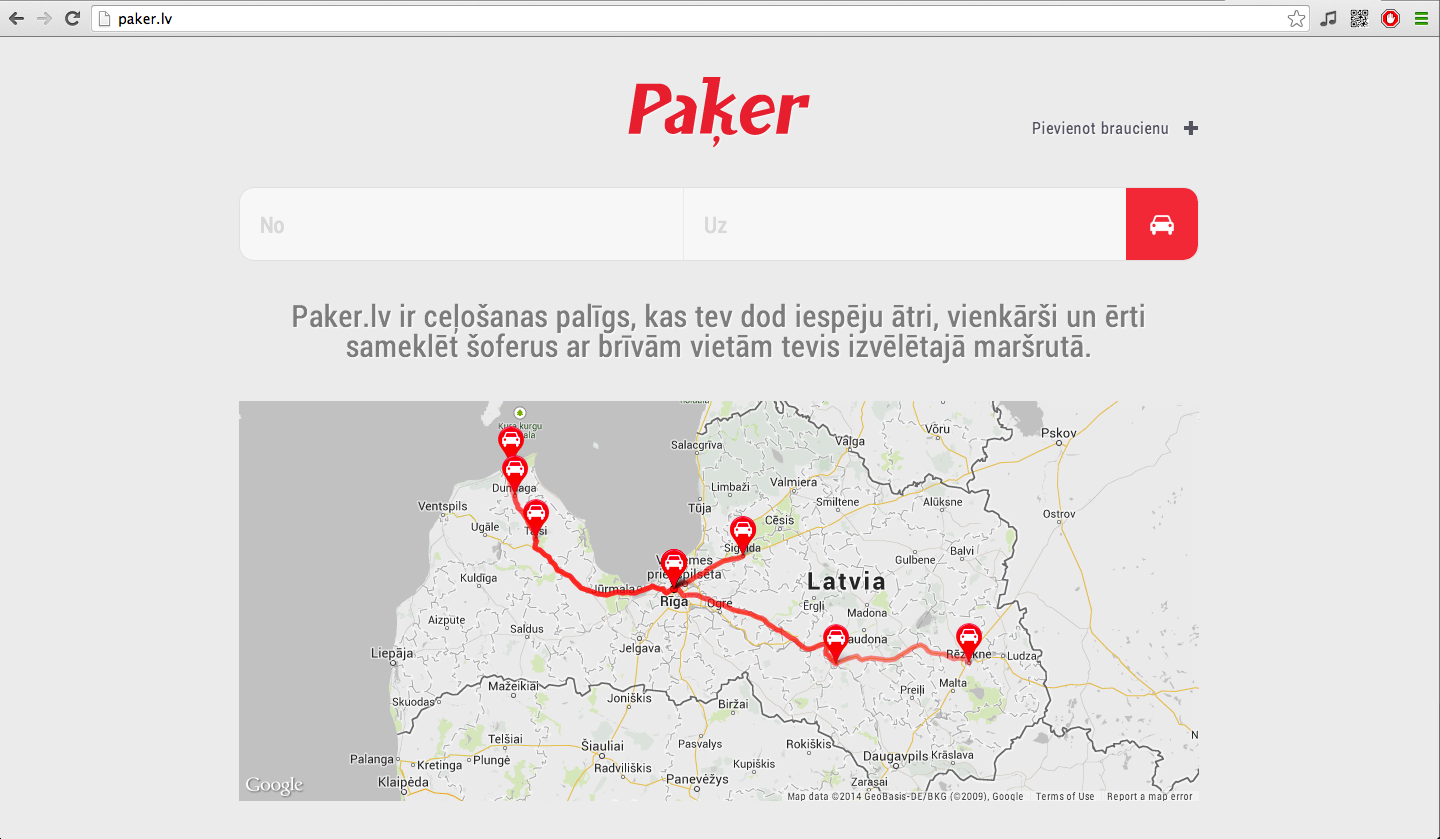 paker.lv
Paķer
Pievienot braucienu
No
Uz
Paker.lv ir ceļošanas palīgs, kas tev dod iespēju ātri, vienkārši un ērti
sameklēt šoferus ar brīvām vietām tevis izvēlētajā maršrutā.
Kura kurgu
Pskov
Võru
Valga
Salacgrīva
Dundaga
Limbaži
Valmiera
Smiltene
Alūksne
Ventspils
Tūja
Ostrov
Cēsis
Ugāle
Talsi
Sigulda
Balvi
Gulbene
Kuldīga
Latvia
Jūrmala
Rīga
Ogre
Ērgļi
Madona
Aizpute
Saldus
Jelgava
Liepāja
Rēzekne
Ludza
Malta
Preiļi
Mažeikiai
Skuodas
Joniškis
Biržai
Telšiai
Šiauliai
Pasvalys
Rokiškis
Daugavpils
Krāslava
Palanga
Kretinga
Plungė
Radviliškis
Kupiškis
Panevėžys
Zarasai
Klaipėda
N
Google
Map data ©2014 GeoBasis-DE/BKG (©2009), Google
Terms of Use
Report a map error